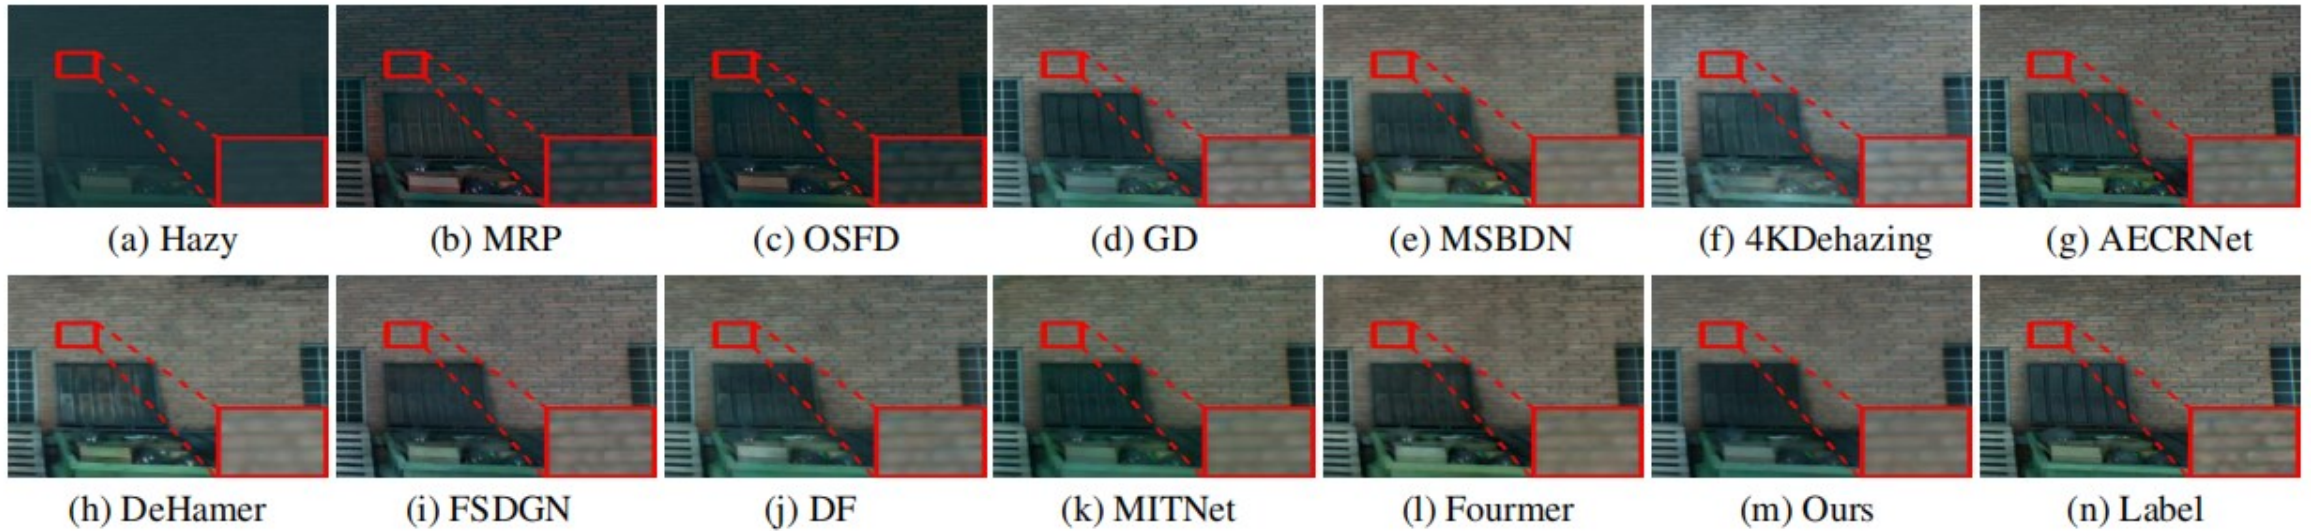 (a) Hazy (b) MRP (c) OSFD (d) GD (e) MSBDN (f) 4KDehazing (g) AECRNet
(h) DeHamer (i) FSDGN (j) DF (k) MITNet (l) Fourmer (m) Ours (n) Label